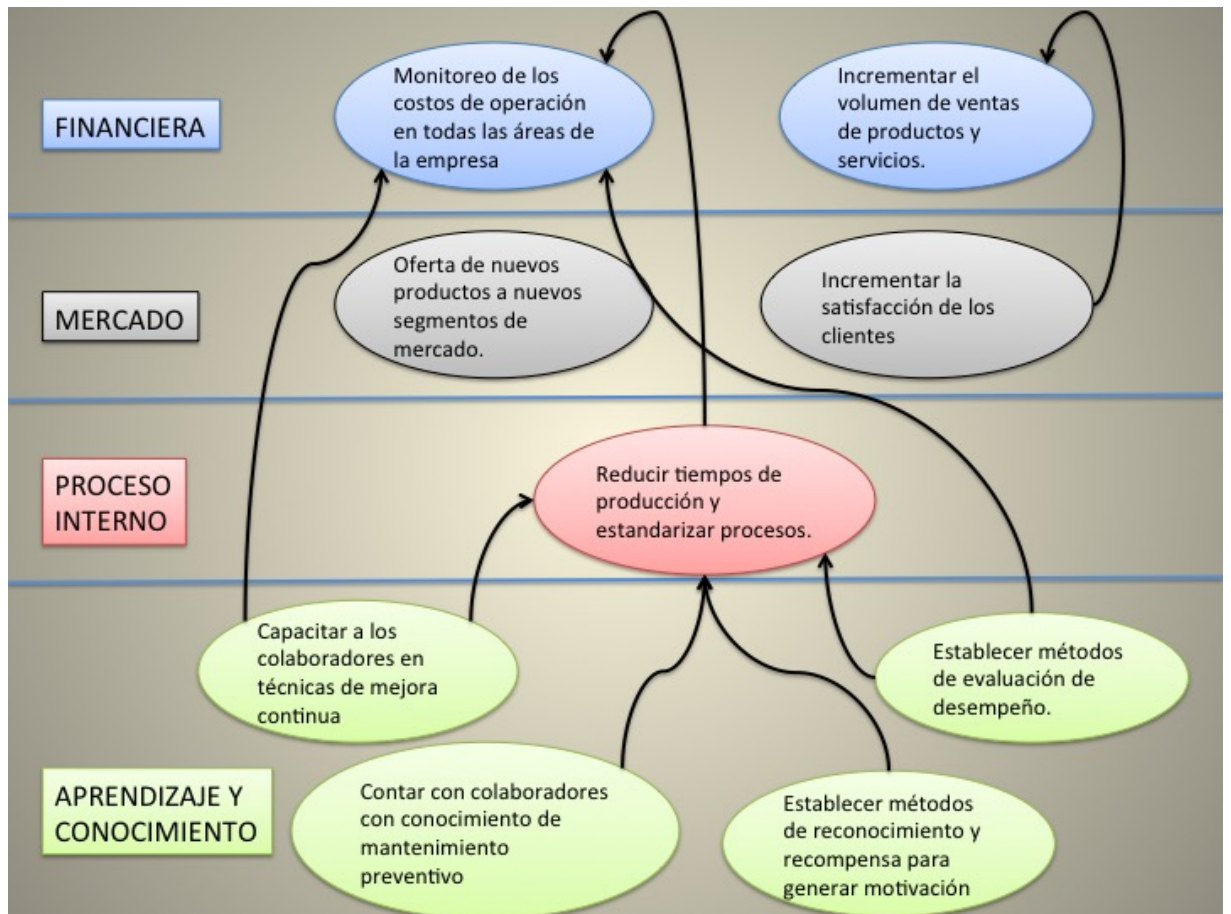 FINANCIERA
Monitoreo de los
costos de operación
en todas las áreas de
la empresa
Incrementar el
volumen de ventas
de productos y
servicios.
MERCADO
Oferta de nuevos
productos a nuevos
segmentos de
mercado.
Incrementar la
satisfacción de los
clientes
PROCESO
INTERNO
Reducir tiempos de
producción y
estandarizar procesos.
Capacitar a los
colaboradores en
técnicas de mejora
continua
Establecer métodos
de evaluación de
desempeño.
APRENDIZAJE Y
CONOCIMIENTO
Contar con colaboradores
con conocimiento de
mantenimiento
preventivo
Establecer métodos
de reconocimiento y
recompensa para
generar motivación